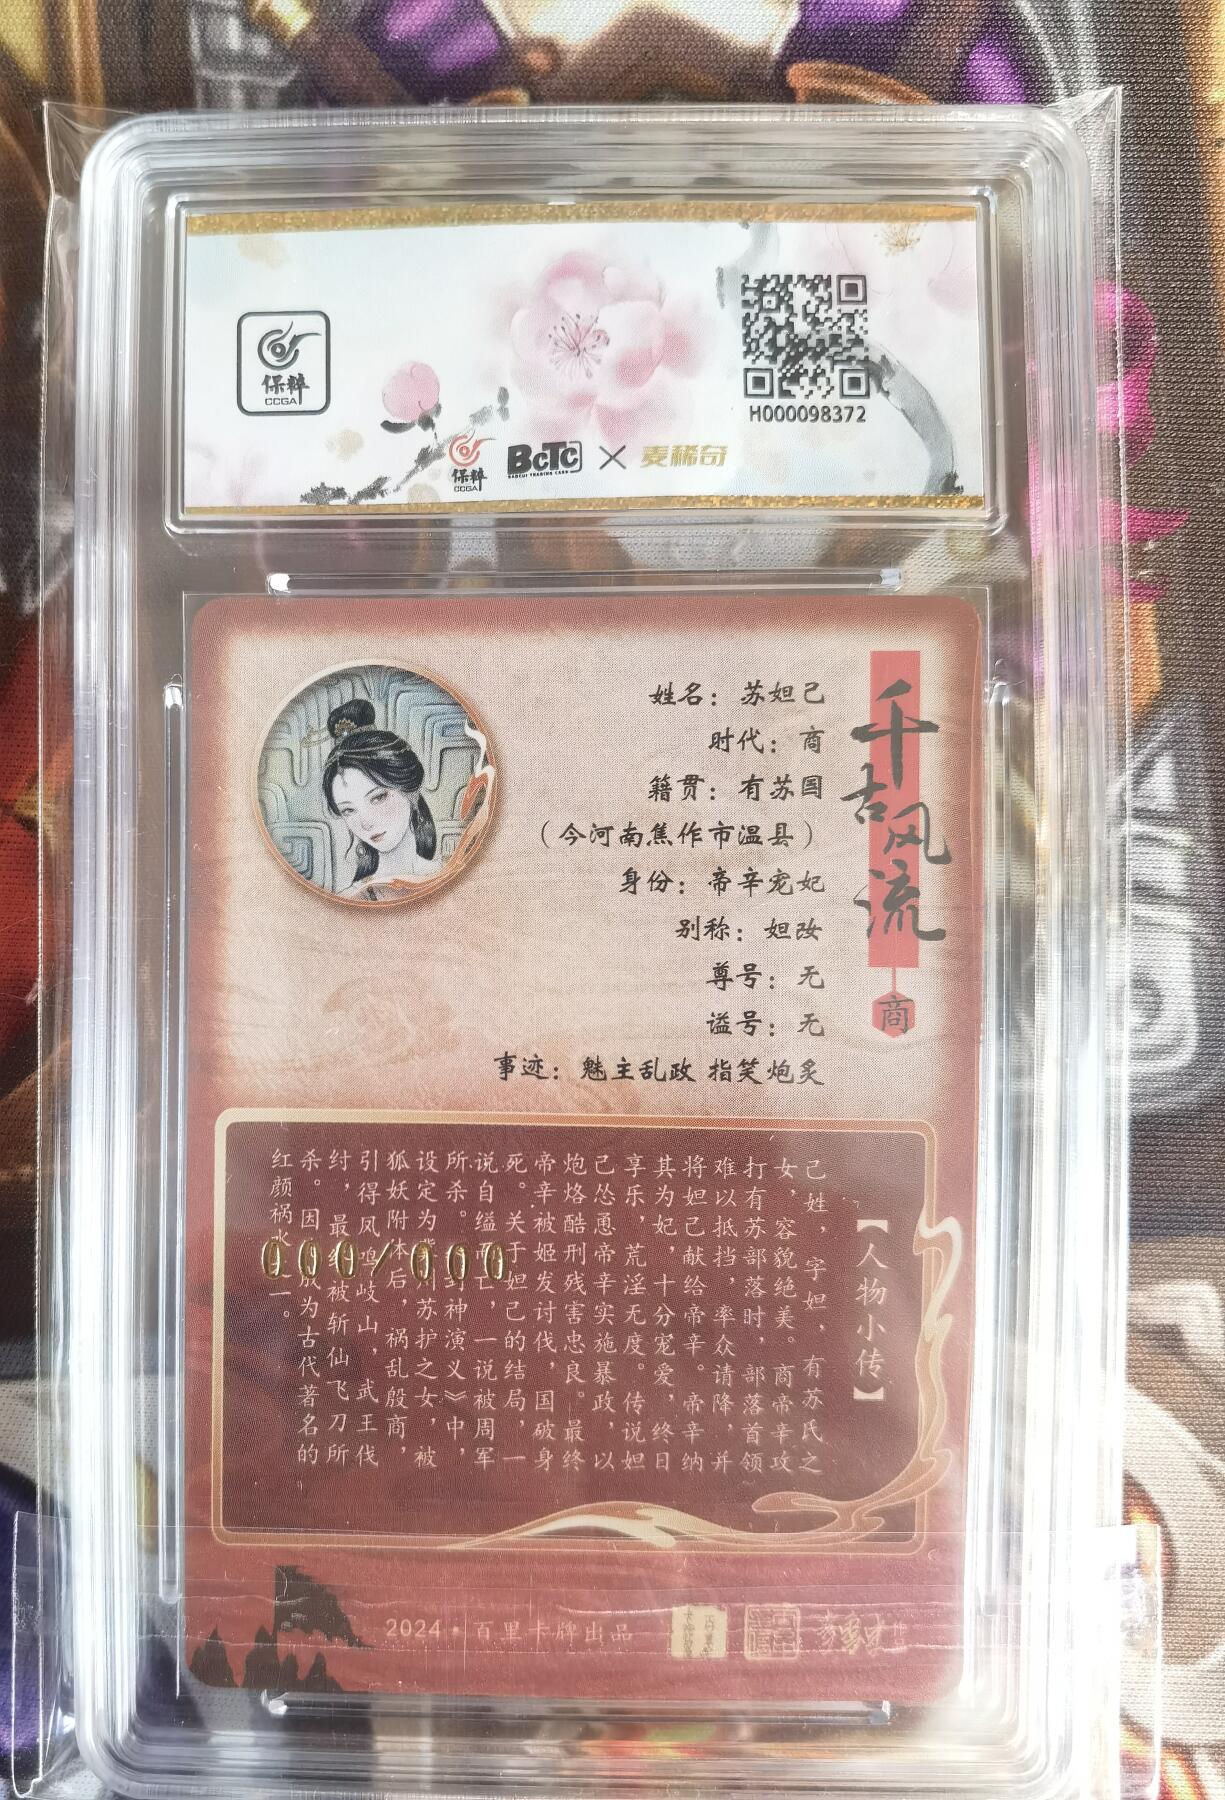 保粹
CCGA
H000098372
保粹
CCGA
BCTC
×
麦稀奇
千古风流
商
姓名：苏妲己
时代：商
籍贯：有苏国
（今河南焦作市温县）
身份：帝辛宠妃
别称：妲改
尊号：无
谥号：无
事迹：魅主乱政 指笑炮炙
【人物小传】
己姓，字妲，有苏氏之
女，容貌绝美。商帝辛攻
打有苏部落时，部落首领
难以抵挡，率众请降，并
将妲己献给帝辛。帝辛纳
其为妃，十分宠爱，终日
享乐，荒淫无度。传说妲
己怂恿帝辛实施暴政，以
炮烙酷刑残害忠良。最终
帝辛被姬发讨伐，国破身
死。关于妲己的结局，一
说自缢而亡，一说被周军
所杀。《封神演义》中，
设定为冀州苏护之女，被
狐妖附体后，祸乱殷商，
引得凤鸣岐山，武王伐
纣，最终被斩仙飞刀所
杀。因成为古代著名的
红颜祸水一。
000/000
2024·百里卡牌出品